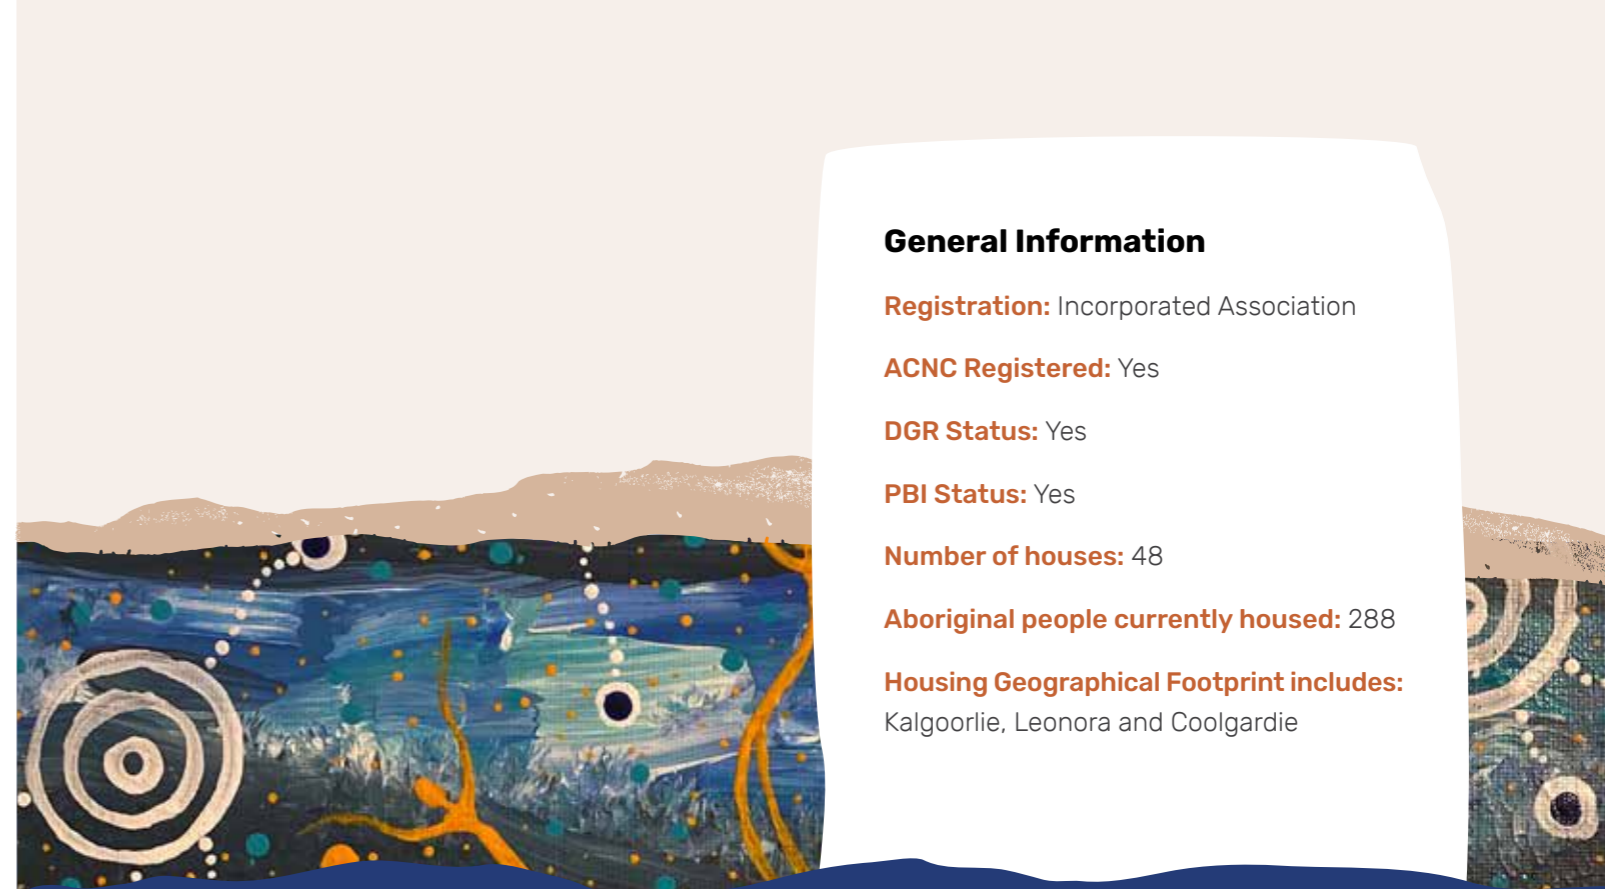 General Information
Registration: Incorporated Association
ACNC Registered: Yes
DGR Status: Yes
PBI Status: Yes
Number of houses: 48
Aboriginal people currently housed: 288
Housing Geographical Footprint includes:
Kalgoorlie, Leonora and Coolgardie